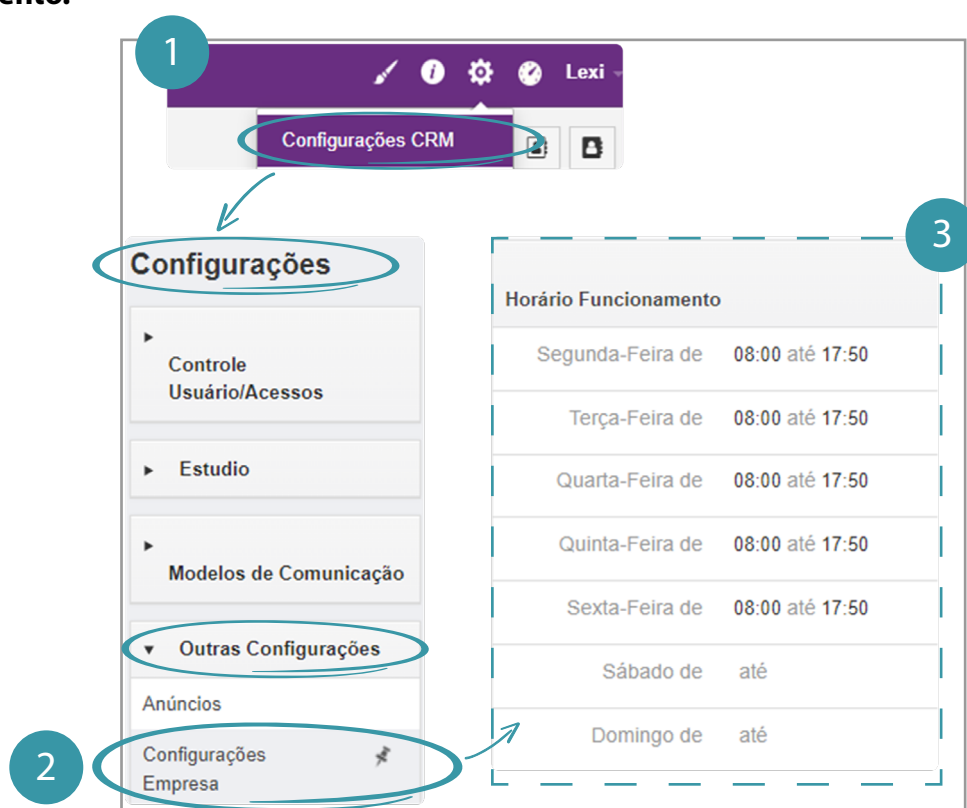 ento.
1
Lexi
Configurações CRM
Configurações
Controle
Usuário/Acessos
Estudio
Modelos de Comunicação
Outras Configurações
Anúncios
2
Configurações
Empresa
3
Horário Funcionamento
Segunda-Feira de 08:00 até 17:50
Terça-Feira de 08:00 até 17:50
Quarta-Feira de 08:00 até 17:50
Quinta-Feira de 08:00 até 17:50
Sexta-Feira de 08:00 até 17:50
Sábado de até
Domingo de até